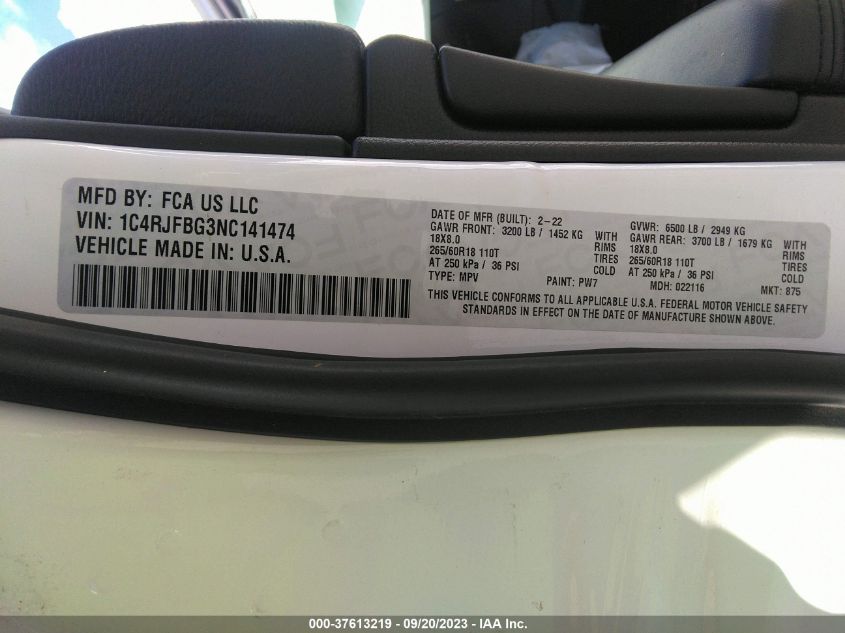 MFD BY: FCA US LLC
VIN: 1C4RJFBG3NC141474
VEHICLE MADE IN: U.S.A.
DATE OF MFR (BUILT): 2-22 GVWR: 6500 LB / 2949 KG
GAWR FRONT: 3200 LB / 1452 KG WITH GAWR REAR: 3700 LB / 1679 KG WITH
18X8.0 RIMS 18X8.0 RIMS
265/60R18 110T TIRES 265/60R18 110T TIRES
AT 250 kPa / 36 PSI COLD AT 250 kPa / 36 PSI COLD
TYPE: MPV PAINT: PW7 MDH: 022116 MKT: 875
THIS VEHICLE CONFORMS TO ALL APPLICABLE U.S.A. FEDERAL MOTOR VEHICLE SAFETY
STANDARDS IN EFFECT ON THE DATE OF MANUFACTURE SHOWN ABOVE.
000-37613219 - 09/20/2023 - IAA Inc.